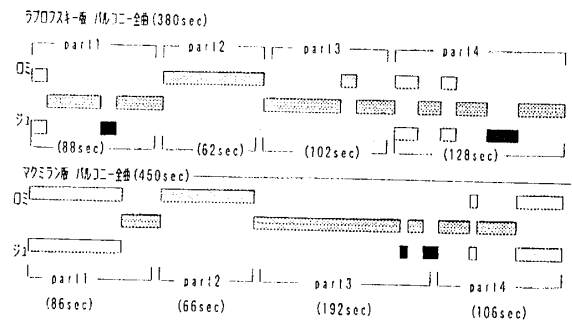 ラブロフスキー版 バルコニー全曲(380sec)
part1 part2 part3 part4
ロミ
ジュ
(88sec) (62sec) (102sec) (128sec)
マクミラン版 バルコニー全曲(450sec)
ロミ
ジュ
part1 part2 part3 part4
(86sec) (66sec) (192sec) (106sec)